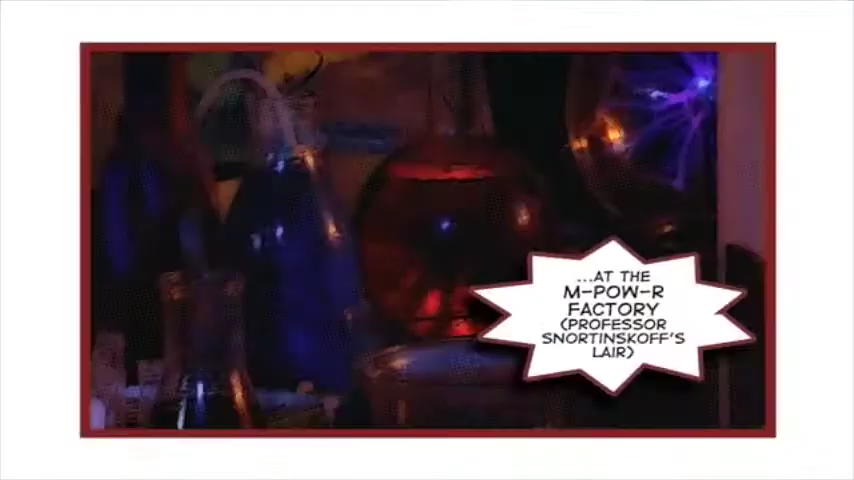 ...AT THE
M-POW-R
FACTORY
(PROFESSOR
SNORTINSKOFF'S
LAIR)